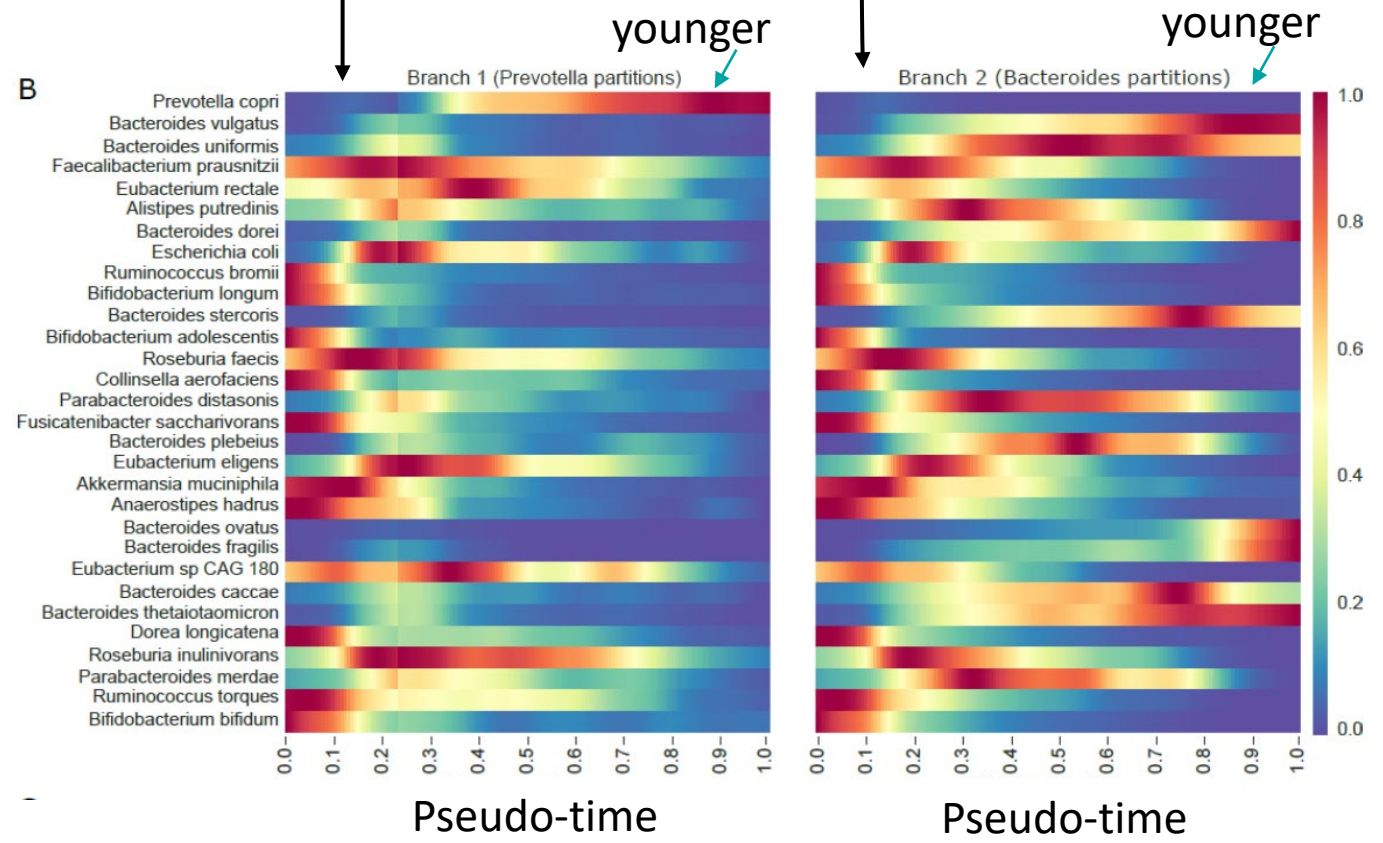 younger
younger
B
Branch 1 (Prevotella partitions)
Branch 2 (Bacteroides partitions)
Prevotella copri
Bacteroides vulgatus
Bacteroides uniformis
Faecalibacterium prausnitzii
Eubacterium rectale
Alistipes putredinis
Bacteroides dorei
Escherichia coli
Ruminococcus bromii
Bifidobacterium longum
Bacteroides stercoris
Bifidobacterium adolescentis
Roseburia faecis
Collinsella aerofaciens
Parabacteroides distasonis
Fusicatenibacter saccharivorans
Bacteroides plebeius
Eubacterium eligens
Akkermansia muciniphila
Anaerostipes hadrus
Bacteroides ovatus
Bacteroides fragilis
Eubacterium sp CAG 180
Bacteroides caccae
Bacteroides thetaiotaomicron
Dorea longicatena
Roseburia inulinivorans
Parabacteroides merdae
Ruminococcus torques
Bifidobacterium bifidum
1.0
0.8
0.6
0.4
0.2
0.0
0.0 0.1 0.2 0.3 0.4 0.5 0.6 0.7 0.8 0.9 1.0
0.0 0.1 0.2 0.3 0.4 0.5 0.6 0.7 0.8 0.9 1.0
Pseudo-time
Pseudo-time